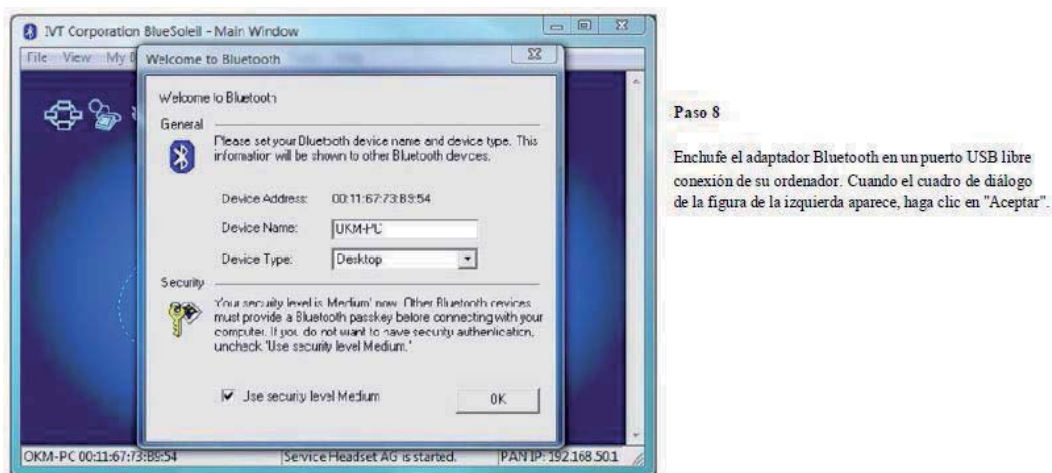 IVT Corporation BlueSoleil - Main Window
File View My B
Welcome to Bluetooth
Welcome to Bluetooth
General
Please set your Bluetooth device name and device type. This
information will be shown to other Bluetooth devices.
Device Address: 00:11:67:73:B9:54
Device Name: OKM-PC
Device Type: Desktop
Security
Your security level is 'Medium' now. Other Bluetooth devices
must provide a Bluetooth passkey before connecting with your
computer. If you do not want to have security authentication,
uncheck 'Use security level Medium.'
Use security level Medium
OK
OKM-PC 00:11:67:73:B9:54 Service Headset AG is started. PAN IP: 192.168.50.1
Paso 8
Enchufe el adaptador Bluetooth en un puerto USB libre
conexión de su ordenador. Cuando el cuadro de diálogo
de la figura de la izquierda aparece, haga clic en "Aceptar".